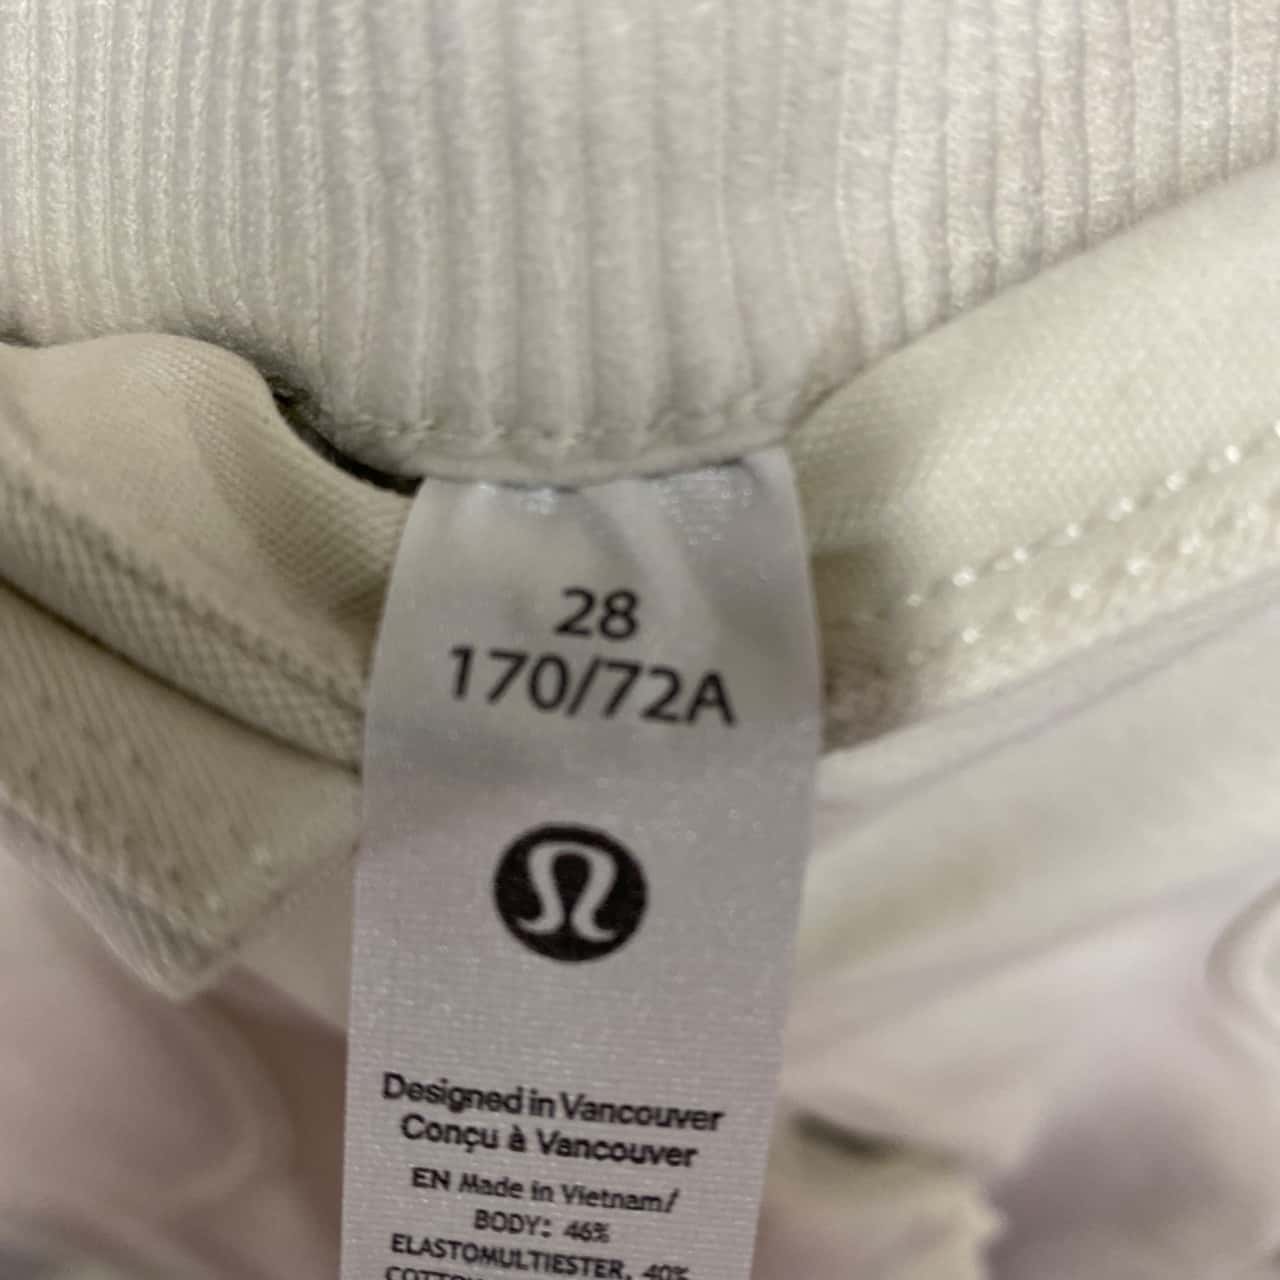 28
170/72A
Designed in Vancouver
Conçu à Vancouver
EN Made in Vietnam/
BODY: 46%
ELASTOMULTIESTER, 40%